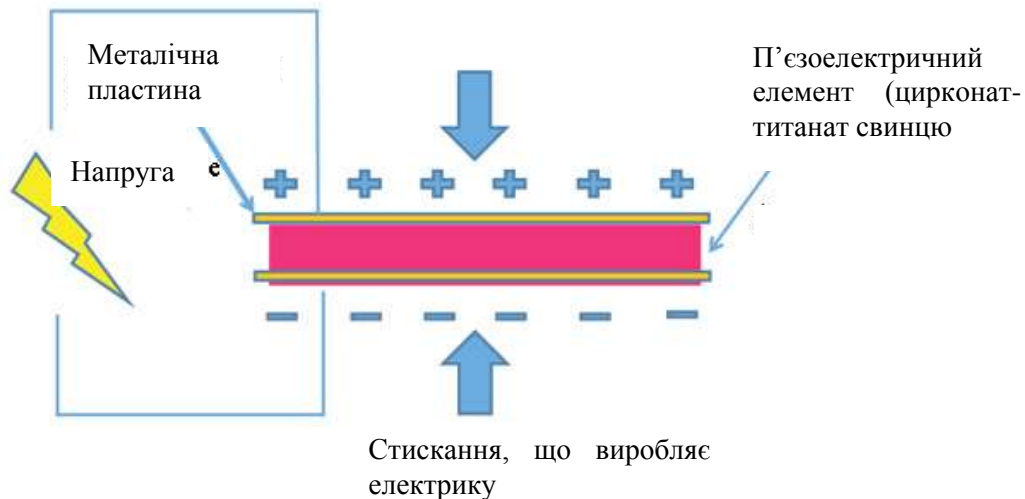 Металічна
пластина
П’єзоелектричний
елемент (цирконат-
титанат свинцю
Напруга е
Стискання, що виробляє
електрику